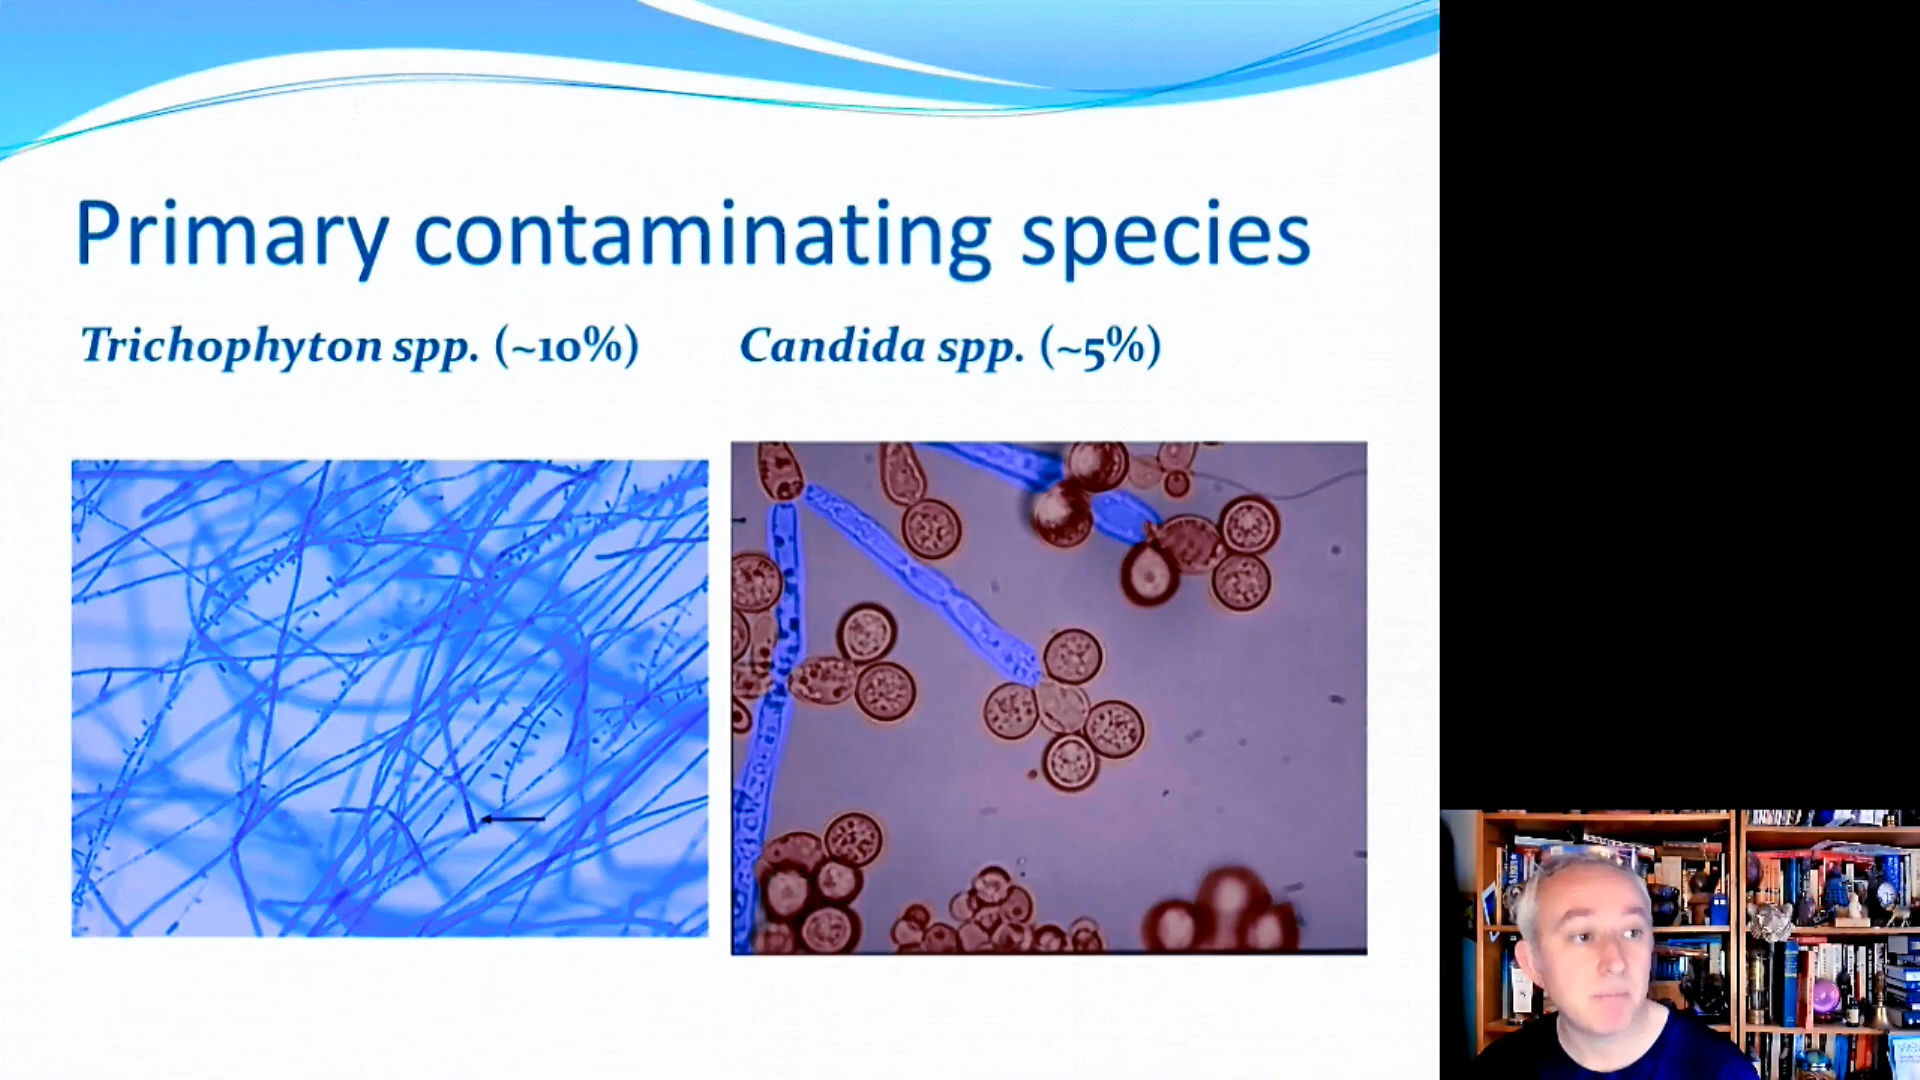 Primary contaminating species
Trichophyton spp. (~10%)
Candida spp. (~5%)